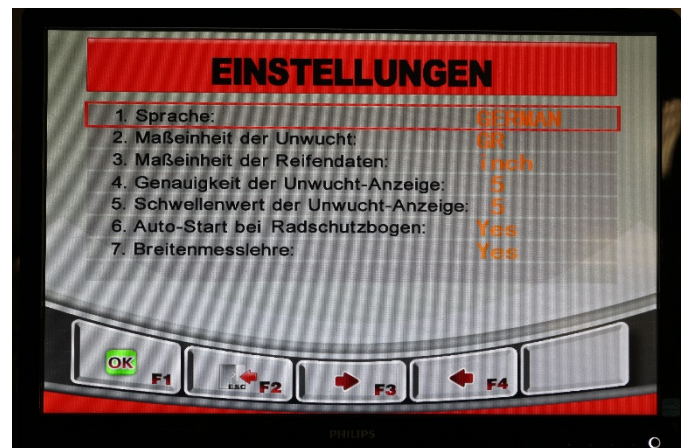 EINSTELLUNGEN
1. Sprache: GERMAN
2. Maßeinheit der Unwucht: GR
3. Maßeinheit der Reifendaten: inch
4. Genauigkeit der Unwucht-Anzeige: 5
5. Schwellenwert der Unwucht-Anzeige: 5
6. Auto-Start bei Radschutzbogen: Yes
7. Breitenmesslehre: Yes
OK F1 ESC F2 F3 F4
PHILIPS